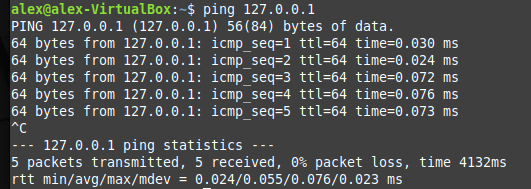 alex@alex-VirtualBox:~$ ping 127.0.0.1
PING 127.0.0.1 (127.0.0.1) 56(84) bytes of data.
64 bytes from 127.0.0.1: icmp_seq=1 ttl=64 time=0.030 ms
64 bytes from 127.0.0.1: icmp_seq=2 ttl=64 time=0.024 ms
64 bytes from 127.0.0.1: icmp_seq=3 ttl=64 time=0.072 ms
64 bytes from 127.0.0.1: icmp_seq=4 ttl=64 time=0.076 ms
64 bytes from 127.0.0.1: icmp_seq=5 ttl=64 time=0.073 ms
^C
--- 127.0.0.1 ping statistics ---
5 packets transmitted, 5 received, 0% packet loss, time 4132ms
rtt min/avg/max/mdev = 0.024/0.055/0.076/0.023 ms